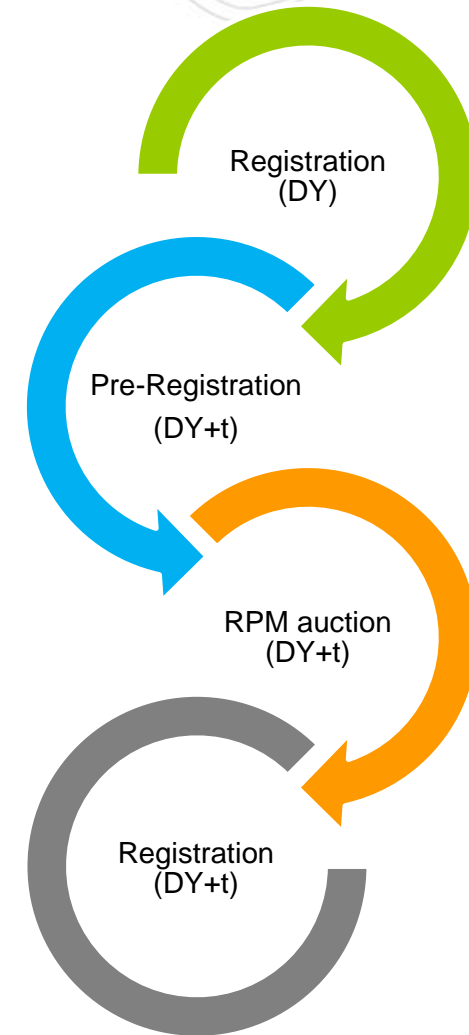 Registration
(DY)
Pre-Registration
(DY+t)
RPM auction
(DY+t)
Registration
(DY+t)